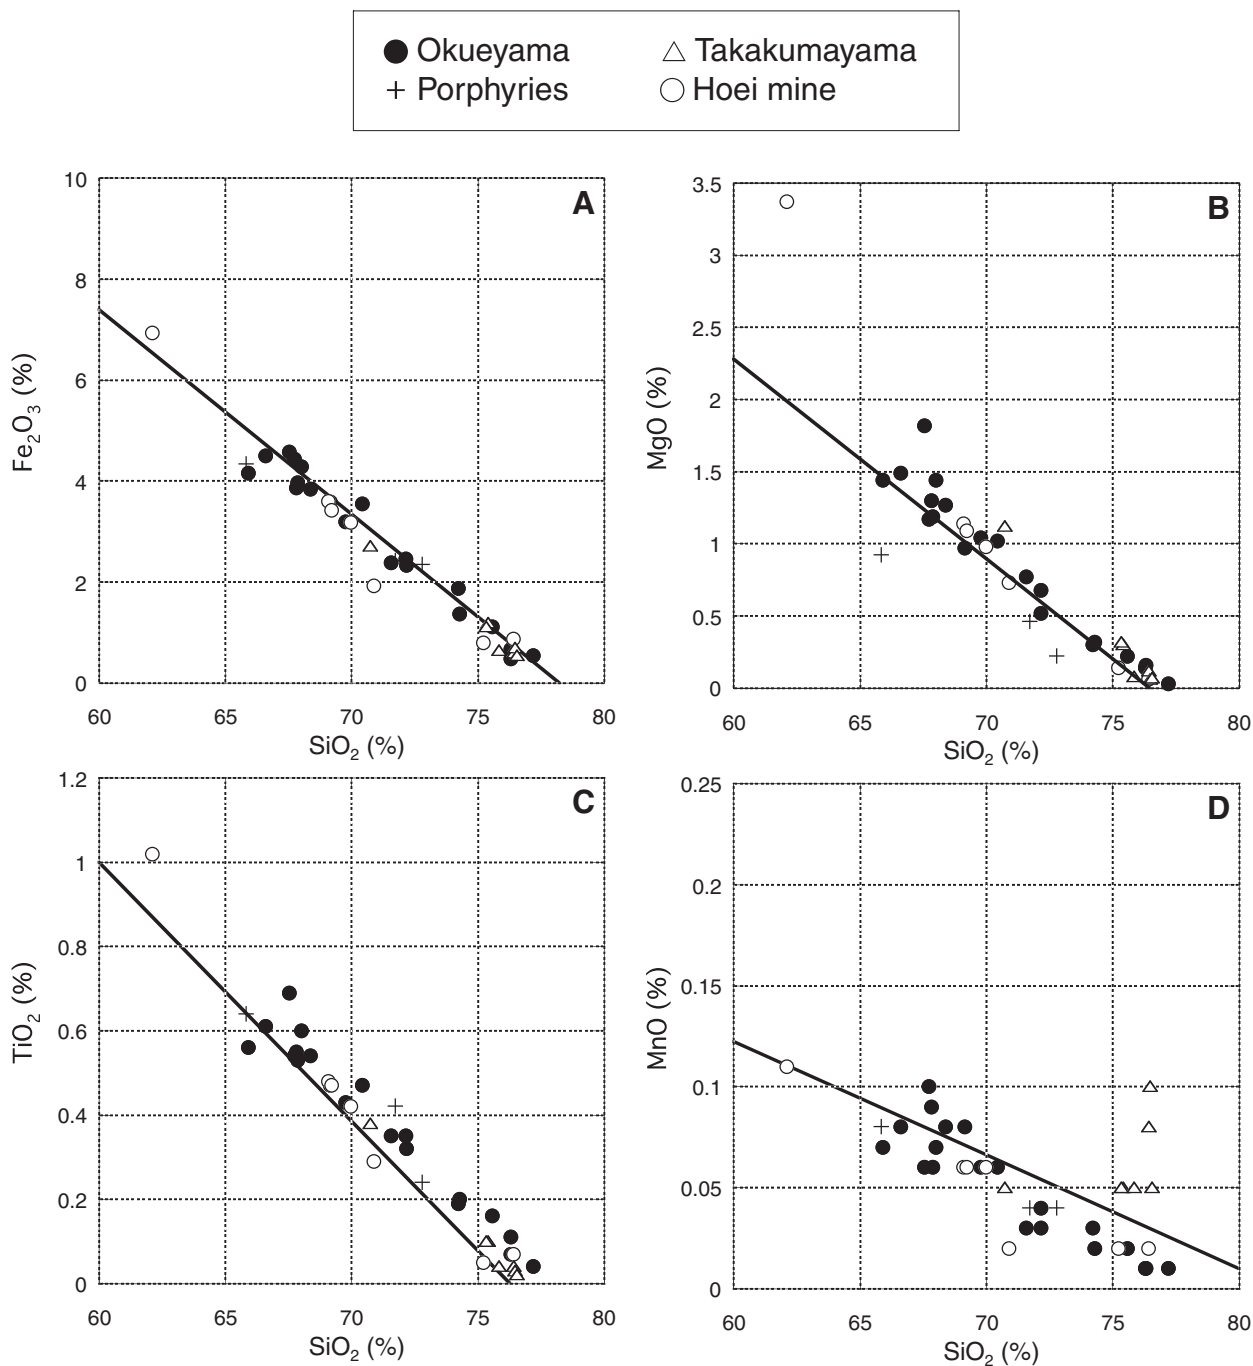 Okueyama
Takakumayama
Porphyries
Hoei mine
A
10
8
6
4
2
0
60
65
70
75
80
Fe₂O₃ (%)
SiO₂ (%)
B
3.5
3
2.5
2
1.5
1
0.5
0
60
65
70
75
80
MgO (%)
SiO₂ (%)
C
1.2
1
0.8
0.6
0.4
0.2
0
60
65
70
75
80
TiO₂ (%)
SiO₂ (%)
D
0.25
0.2
0.15
0.1
0.05
0
60
65
70
75
80
MnO (%)
SiO₂ (%)